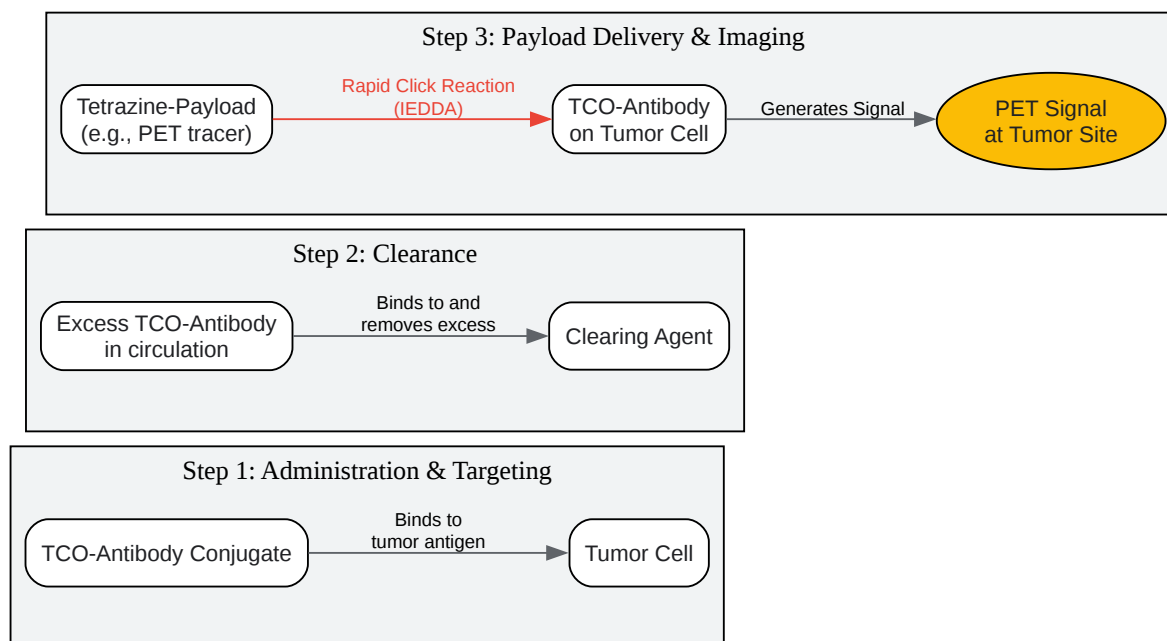 Step 3: Payload Delivery & Imaging
Tetrazine-Payload
(e.g., PET tracer)
Rapid Click Reaction
(IEDDA)
TCO-Antibody
on Tumor Cell
Generates Signal
PET Signal
at Tumor Site
Step 2: Clearance
Excess TCO-Antibody
in circulation
Binds to and
removes excess
Clearing Agent
Step 1: Administration & Targeting
TCO-Antibody Conjugate
Binds to
tumor antigen
Tumor Cell